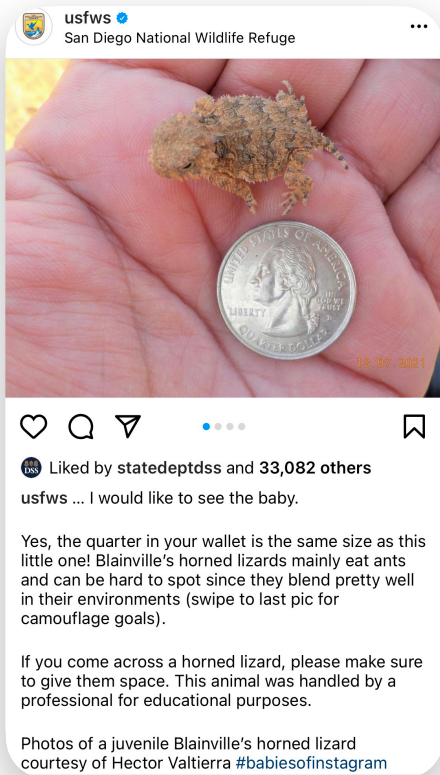 usfws
San Diego National Wildlife Refuge
UNITED STATES OF AMERICA
LIBERTY
IN
GOD WE
TRUST
QUARTER DOLLAR
12 07 2021
DSS
Liked by statedeptdss and 33,082 others
usfws ... I would like to see the baby.
Yes, the quarter in your wallet is the same size as this
little one! Blainville’s horned lizards mainly eat ants
and can be hard to spot since they blend pretty well
in their environments (swipe to last pic for
camouflage goals).
If you come across a horned lizard, please make sure
to give them space. This animal was handled by a
professional for educational purposes.
Photos of a juvenile Blainville’s horned lizard
courtesy of Hector Valtierra #babiesofinstagram